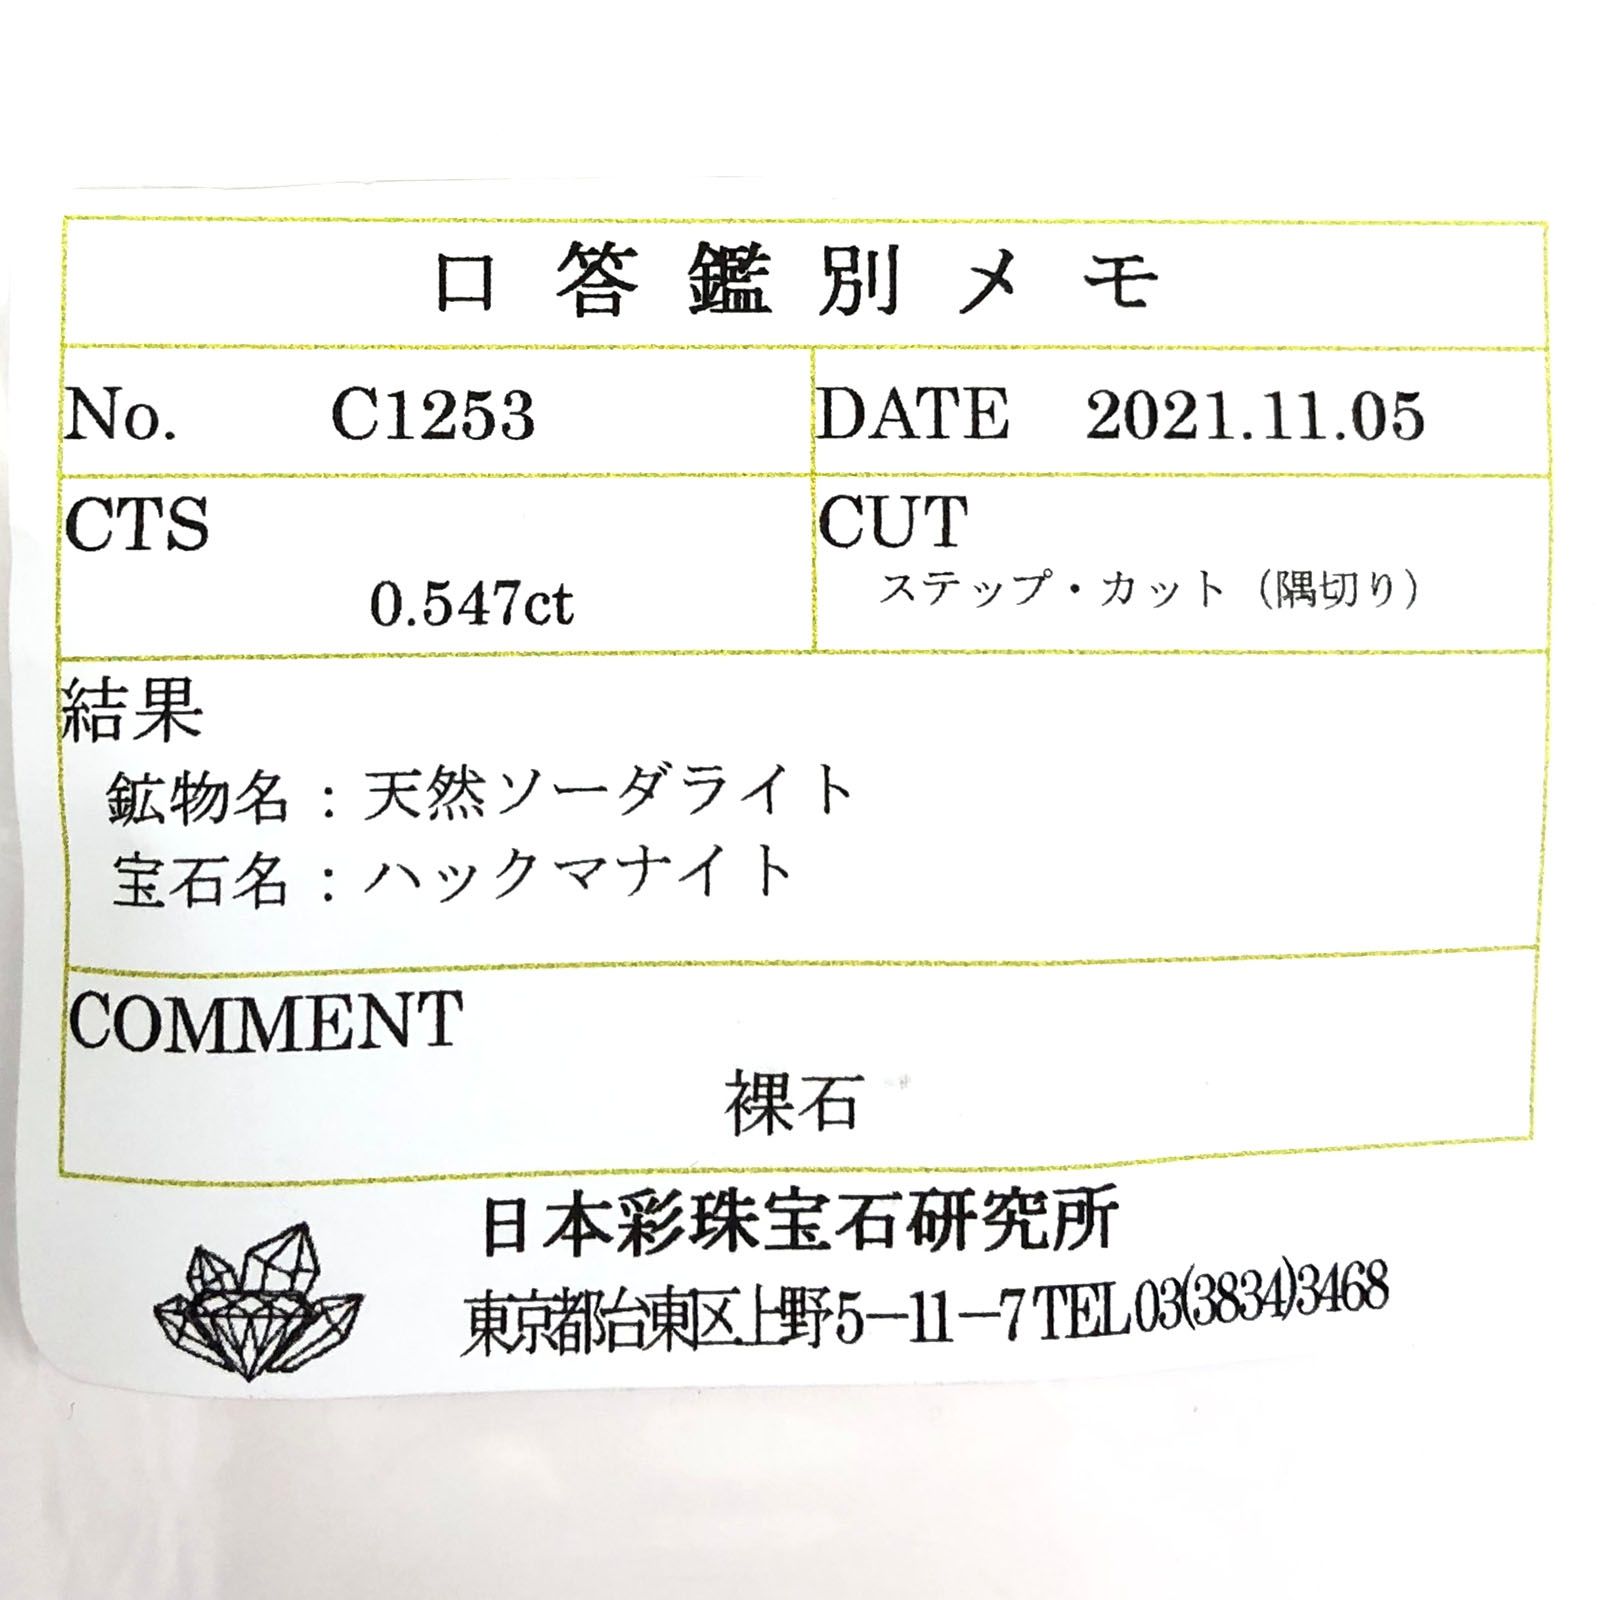 口答鑑別メモ
No. C1253 DATE 2021.11.05
CTS CUT
0.547ct ステップ・カット（隅切り）
結果
鉱物名：天然ソーダライト
宝石名：ハックマナイト
COMMENT
裸石
日本彩珠宝石研究所
東京都台東区上野5－11－7 TEL 03(3834)3468